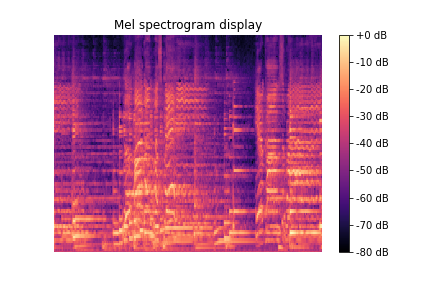 Mel spectrogram display
+0 dB
-10 dB
-20 dB
-30 dB
-40 dB
-50 dB
-60 dB
-70 dB
-80 dB